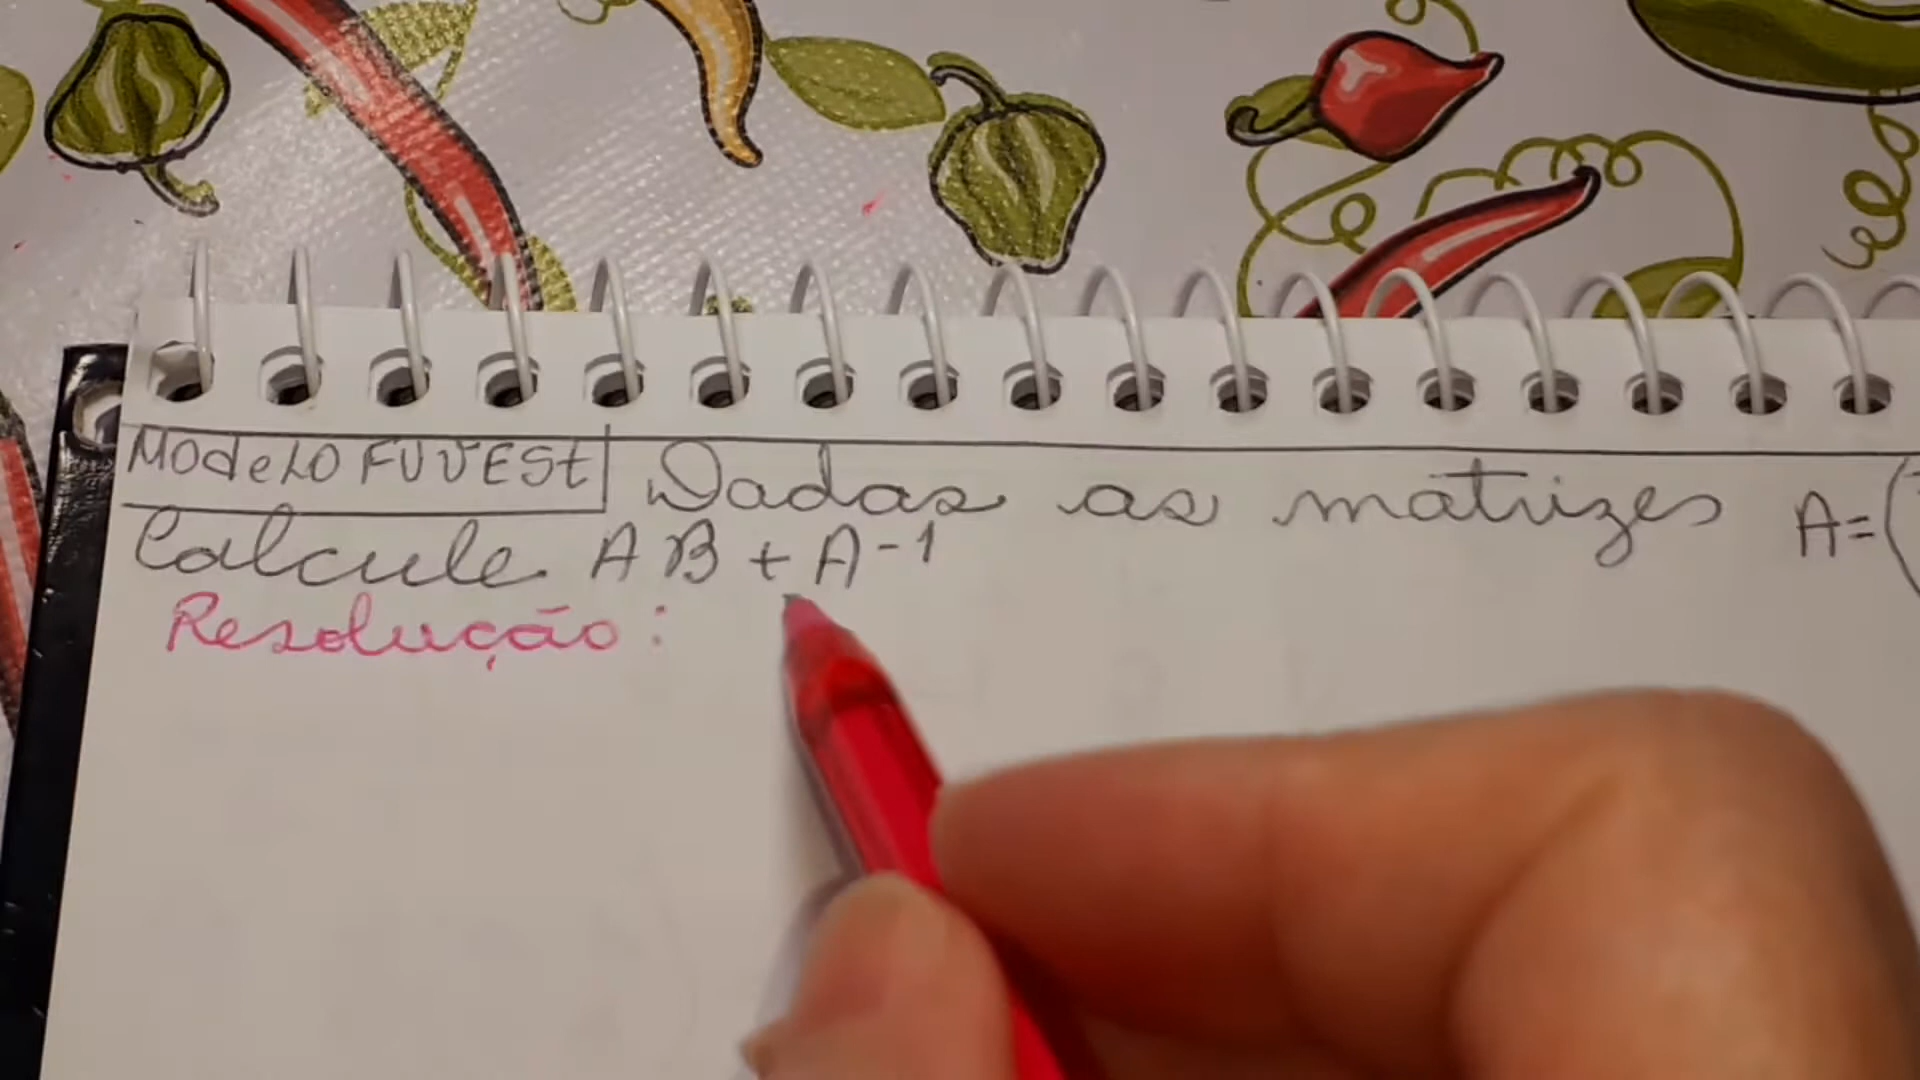 Modelo FUVESt Dadas as matrizes A=(
Calcule AB + A-1
Resolução: